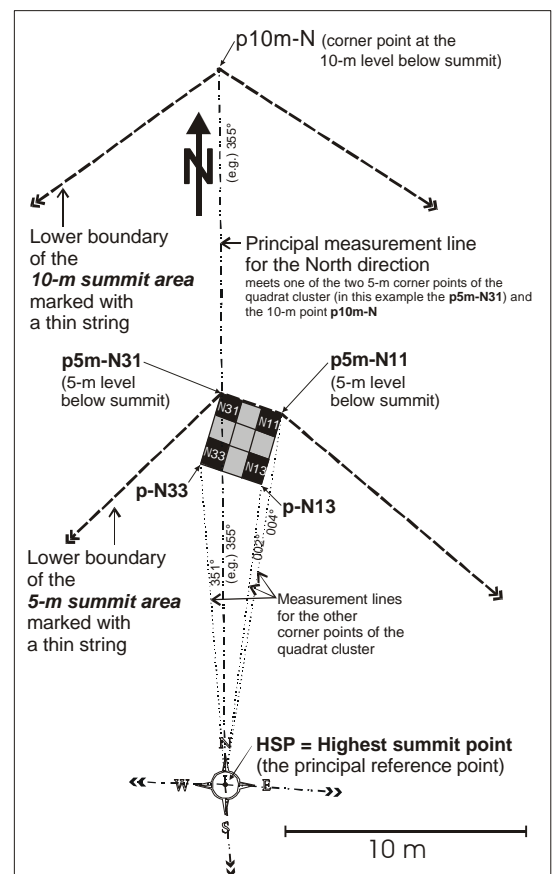 p10m-N (corner point at the
10-m level below summit)
N
(e.g.) 355°
Lower boundary
of the
10-m summit area
marked with
a thin string
Principal measurement line
for the North direction
meets one of the two 5-m corner points of the
quadrat cluster (in this example the p5m-N31) and
the 10-m point p10m-N
p5m-N31
(5-m level
below summit)
p5m-N11
(5-m level
below summit)
N31
N11
N33
N13
p-N33
p-N13
351°
(e.g.) 355°
002°
004°
Lower boundary
of the
5-m summit area
marked with
a thin string
Measurement lines
for the other
corner points of the
quadrat cluster
N
W
E
S
HSP = Highest summit point
(the principal reference point)
10 m